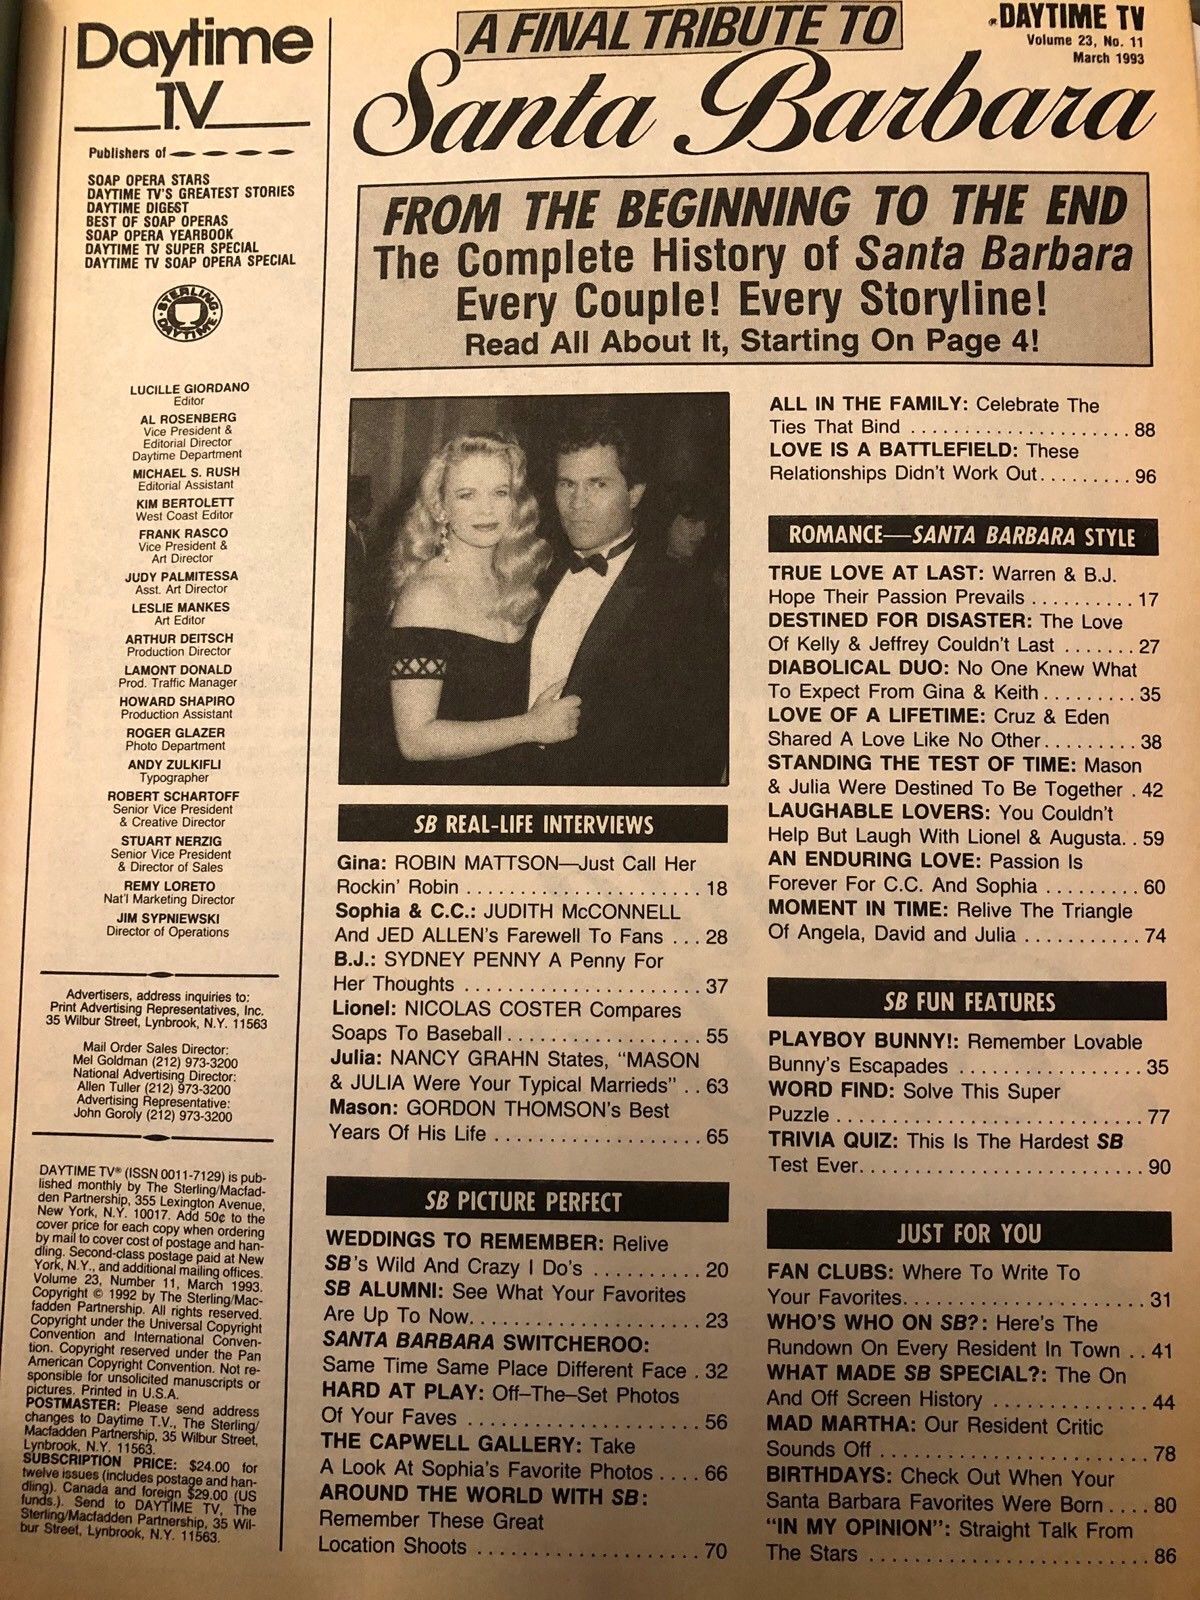 Daytime
T.V
Publishers of
SOAP OPERA STARS
DAYTIME TV'S GREATEST STORIES
DAYTIME DIGEST
BEST OF SOAP OPERAS
SOAP OPERA YEARBOOK
DAYTIME TV SUPER SPECIAL
DAYTIME TV SOAP OPERA SPECIAL
STERLING
DAYTIME
LUCILLE GIORDANO
Editor
AL ROSENBERG
Vice President &
Editorial Director
Daytime Department
MICHAEL S. RUSH
Editorial Assistant
KIM BERTOLETT
West Coast Editor
FRANK RASCO
Vice President &
Art Director
JUDY PALMITESSA
Asst. Art Director
LESLIE MANKES
Art Editor
ARTHUR DEITSCH
Production Director
LAMONT DONALD
Prod. Traffic Manager
HOWARD SHAPIRO
Production Assistant
ROGER GLAZER
Photo Department
ANDY ZULKIFLI
Typographer
ROBERT SCHARTOFF
Senior Vice President
& Creative Director
STUART NERZIG
Senior Vice President
& Director of Sales
REMY LORETO
Nat'l Marketing Director
JIM SYPNIEWSKI
Director of Operations
Advertisers, address inquiries to:
Print Advertising Representatives, Inc.
35 Wilbur Street, Lynbrook, N.Y. 11563
Mail Order Sales Director:
Mel Goldman (212) 973-3200
National Advertising Director:
Allen Tuller (212) 973-3200
Advertising Representative:
John Goroly (212) 973-3200
DAYTIME TV® (ISSN 0011-7129) is pub-
lished monthly by The Sterling/Macfad-
den Partnership, 355 Lexington Avenue,
New York, N.Y. 10017. Add 50¢ to the
cover price for each copy when ordering
by mail to cover cost of postage and han-
dling. Second-class postage paid at New
York, N.Y., and additional mailing offices.
Volume 23, Number 11, March 1993.
Copyright © 1992 by The Sterling/Mac-
fadden Partnership. All rights reserved.
Copyright under the Universal Copyright
Convention and International Conven-
tion. Copyright reserved under the Pan
American Copyright Convention. Not re-
sponsible for unsolicited manuscripts or
pictures. Printed in U.S.A.
POSTMASTER: Please send address
changes to Daytime T.V., The Sterling/
Macfadden Partnership, 35 Wilbur Street,
Lynbrook, N.Y. 11563.
SUBSCRIPTION PRICE: $24.00 for
twelve issues (includes postage and han-
dling). Canada and foreign $29.00 (US
funds.). Send to DAYTIME TV, The
Sterling/Macfadden Partnership, 35 Wil-
bur Street, Lynbrook, N.Y. 11563.
A FINAL TRIBUTE TO
Santa Barbara
DAYTIME TV
Volume 23, No. 11
March 1993
FROM THE BEGINNING TO THE END
The Complete History of Santa Barbara
Every Couple! Every Storyline!
Read All About It, Starting On Page 4!
SB REAL-LIFE INTERVIEWS
Gina: ROBIN MATTSON—Just Call Her
Rockin' Robin ........................ 18
Sophia & C.C.: JUDITH McCONNELL
And JED ALLEN's Farewell To Fans ... 28
B.J.: SYDNEY PENNY A Penny For
Her Thoughts ........................ 37
Lionel: NICOLAS COSTER Compares
Soaps To Baseball .................... 55
Julia: NANCY GRAHN States, "MASON
& JULIA Were Your Typical Marrieds" .. 63
Mason: GORDON THOMSON's Best
Years Of His Life ...................... 65
SB PICTURE PERFECT
WEDDINGS TO REMEMBER: Relive
SB's Wild And Crazy I Do's .......... 20
SB ALUMNI: See What Your Favorites
Are Up To Now........................ 23
SANTA BARBARA SWITCHEROO:
Same Time Same Place Different Face . 32
HARD AT PLAY: Off–The–Set Photos
Of Your Faves ........................ 56
THE CAPWELL GALLERY: Take
A Look At Sophia's Favorite Photos .... 66
AROUND THE WORLD WITH SB:
Remember These Great
Location Shoots ...................... 70
ALL IN THE FAMILY: Celebrate The
Ties That Bind ...................... 88
LOVE IS A BATTLEFIELD: These
Relationships Didn't Work Out......... 96
ROMANCE—SANTA BARBARA STYLE
TRUE LOVE AT LAST: Warren & B.J.
Hope Their Passion Prevails .......... 17
DESTINED FOR DISASTER: The Love
Of Kelly & Jeffrey Couldn't Last ....... 27
DIABOLICAL DUO: No One Knew What
To Expect From Gina & Keith ......... 35
LOVE OF A LIFETIME: Cruz & Eden
Shared A Love Like No Other......... 38
STANDING THE TEST OF TIME: Mason
& Julia Were Destined To Be Together . 42
LAUGHABLE LOVERS: You Couldn't
Help But Laugh With Lionel & Augusta. . 59
AN ENDURING LOVE: Passion Is
Forever For C.C. And Sophia ......... 60
MOMENT IN TIME: Relive The Triangle
Of Angela, David and Julia ........... 74
SB FUN FEATURES
PLAYBOY BUNNY!: Remember Lovable
Bunny's Escapades .................. 35
WORD FIND: Solve This Super
Puzzle .............................. 77
TRIVIA QUIZ: This Is The Hardest SB
Test Ever............................ 90
JUST FOR YOU
FAN CLUBS: Where To Write To
Your Favorites........................ 31
WHO'S WHO ON SB?: Here's The
Rundown On Every Resident In Town .. 41
WHAT MADE SB SPECIAL?: The On
And Off Screen History ............... 44
MAD MARTHA: Our Resident Critic
Sounds Off .......................... 78
BIRTHDAYS: Check Out When Your
Santa Barbara Favorites Were Born .... 80
"IN MY OPINION": Straight Talk From
The Stars ............................ 86